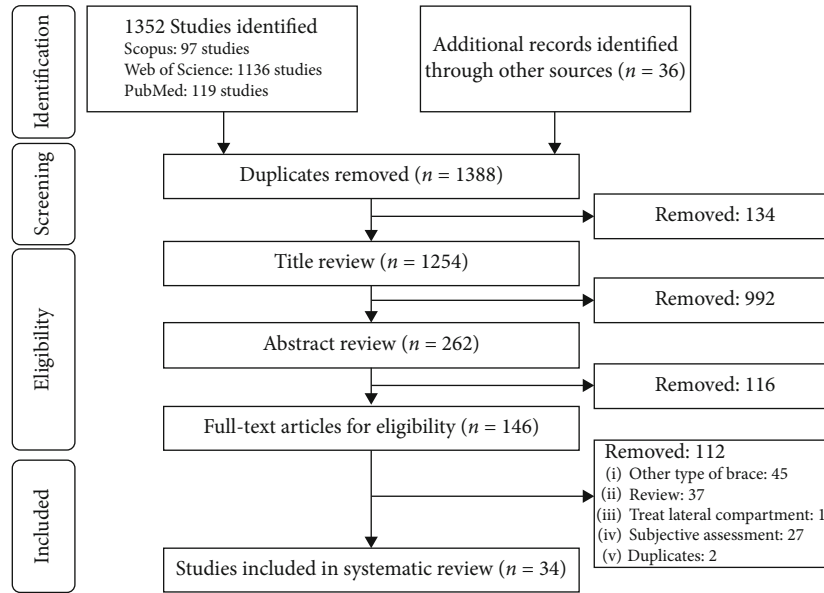 Identification
1352 Studies identified
Scopus: 97 studies
Web of Science: 1136 studies
PubMed: 119 studies
Additional records identified
through other sources (n = 36)
Screening
Duplicates removed (n = 1388)
Removed: 134
Eligibility
Title review (n = 1254)
Removed: 992
Abstract review (n = 262)
Removed: 116
Full-text articles for eligibility (n = 146)
Included
Removed: 112
(i) Other type of brace: 45
(ii) Review: 37
(iii) Treat lateral compartment: 1
(iv) Subjective assessment: 27
(v) Duplicates: 2
Studies included in systematic review (n = 34)